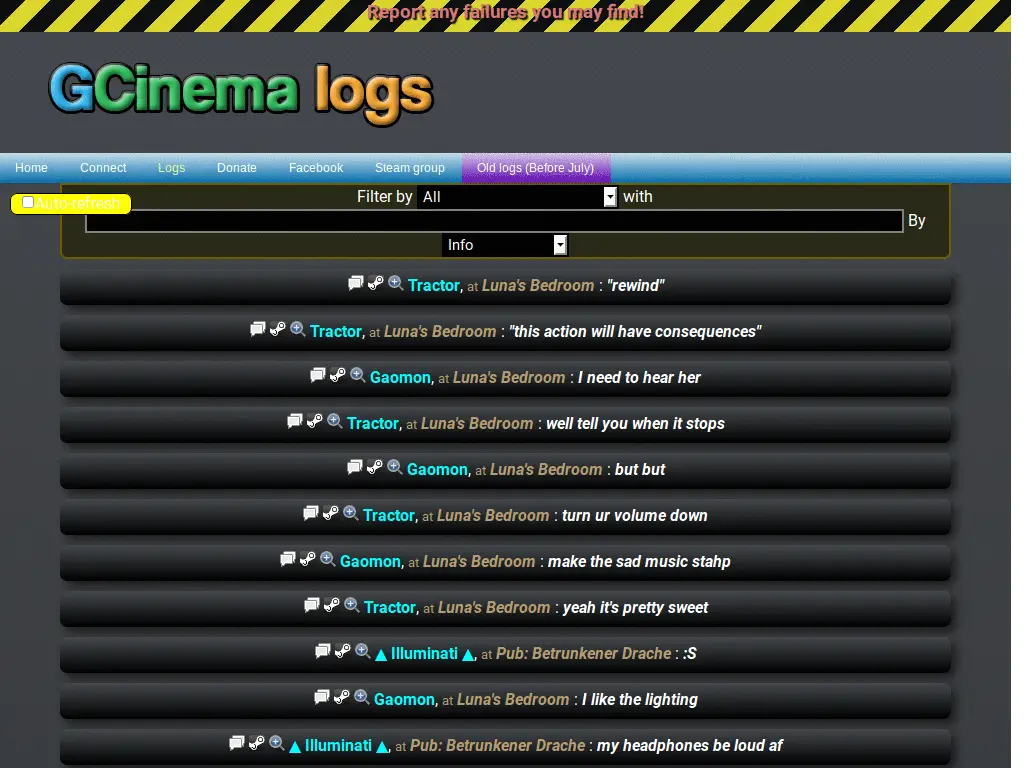 Report any failures you may find!
GCinema logs
Home Connect Logs Donate Facebook Steam group Old logs (Before July)
Auto-refresh
Filter by All with
By
Info
Tractor, at Luna's Bedroom : "rewind"
Tractor, at Luna's Bedroom : "this action will have consequences"
Gaomon, at Luna's Bedroom : I need to hear her
Tractor, at Luna's Bedroom : well tell you when it stops
Gaomon, at Luna's Bedroom : but but
Tractor, at Luna's Bedroom : turn ur volume down
Gaomon, at Luna's Bedroom : make the sad music stahp
Tractor, at Luna's Bedroom : yeah it's pretty sweet
▲ Illuminati ▲, at Pub: Betrunkener Drache : :S
Gaomon, at Luna's Bedroom : I like the lighting
▲ Illuminati ▲, at Pub: Betrunkener Drache : my headphones be loud af